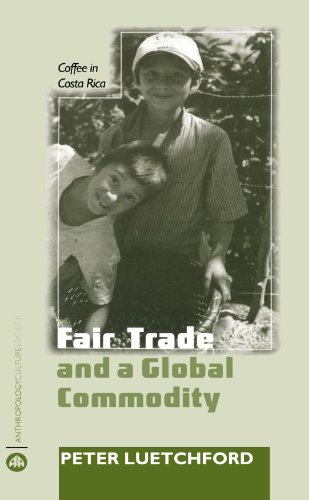 Coffee in
Costa Rica
Fair Trade
and a Global
Commodity
ANTHROPOLOGY CULTURE SOCIETY
PETER LUETCHFORD